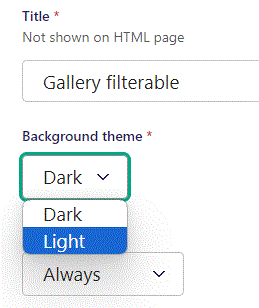 Title *
Not shown on HTML page
Gallery filterable
Background theme *
Dark
Dark
Light
Always